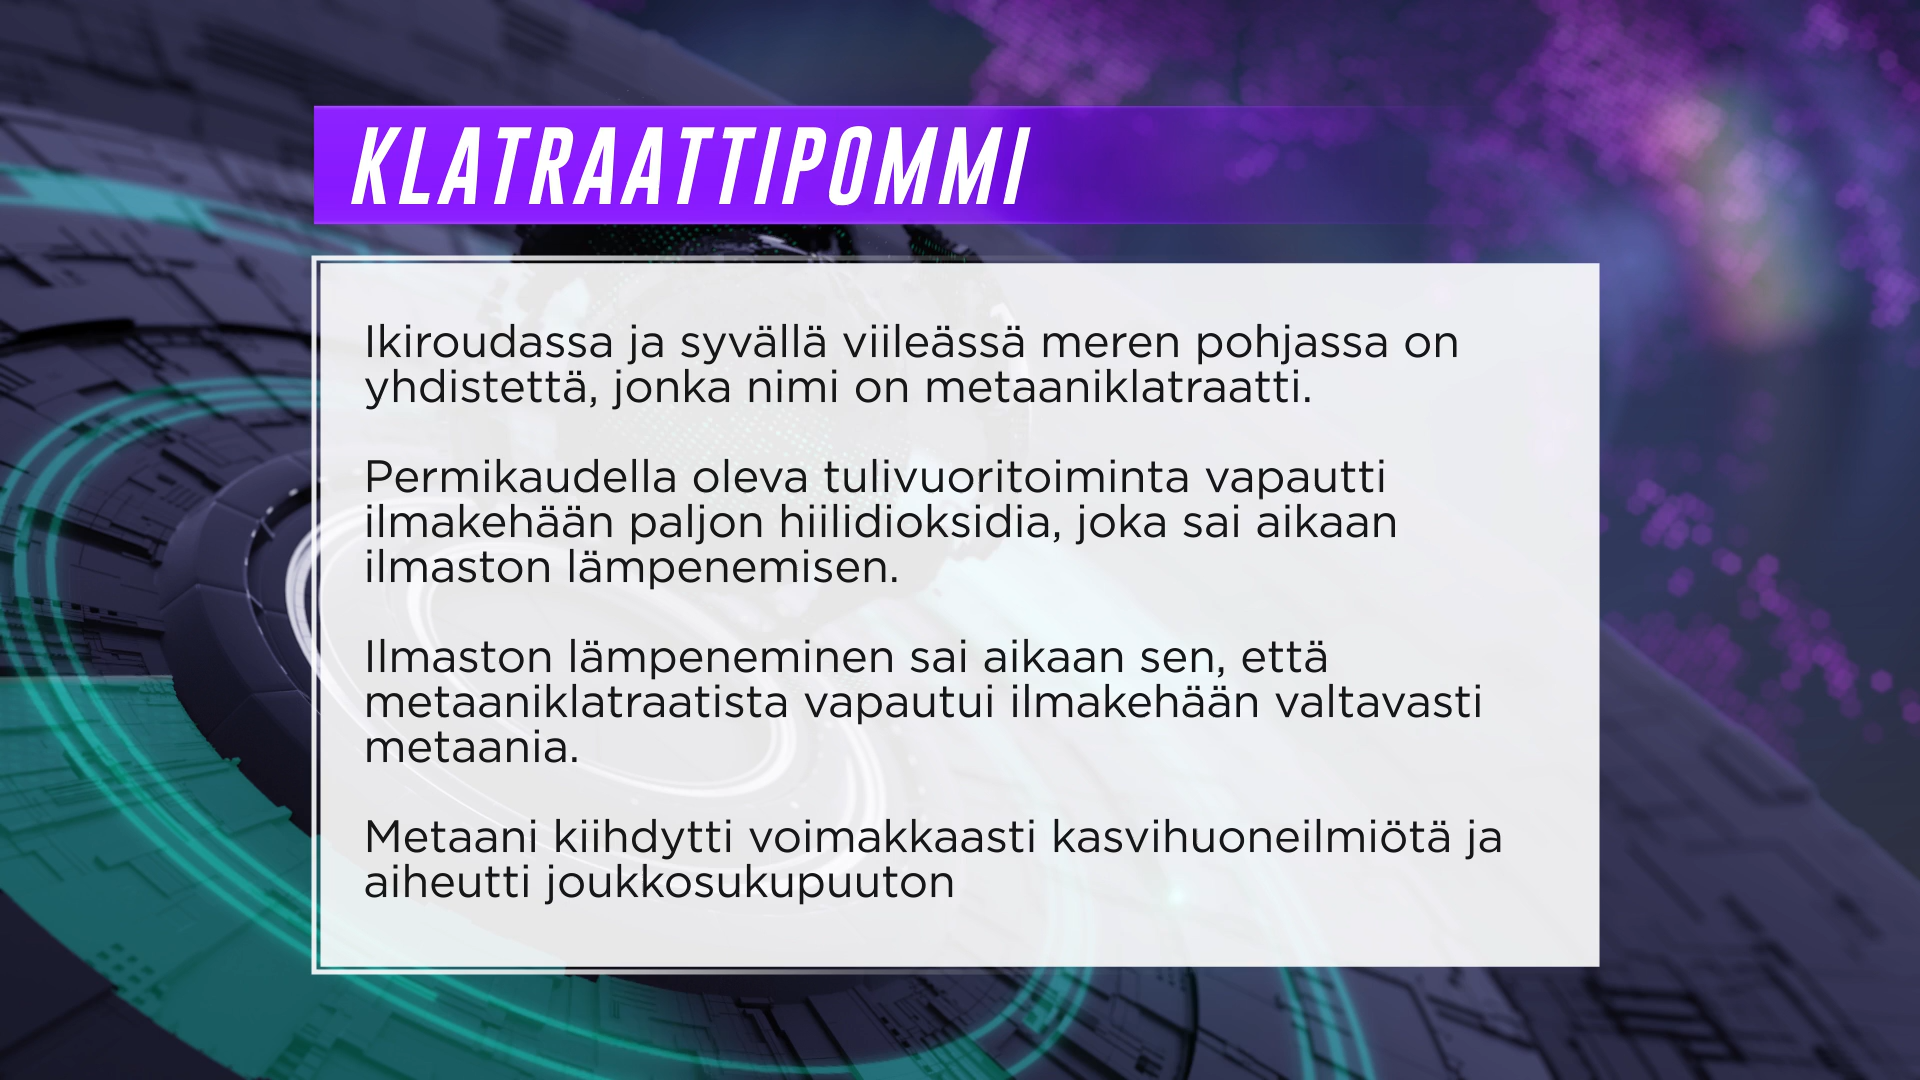 KLATRAATTIPOMMI
Ikiroudassa ja syvällä viileässä meren pohjassa on
yhdistettä, jonka nimi on metaaniklatraatti.
Permikaudella oleva tulivuoritoiminta vapautti
ilmakehään paljon hiilidioksidia, joka sai aikaan
ilmaston lämpenemisen.
Ilmaston lämpeneminen sai aikaan sen, että
metaaniklatraatista vapautui ilmakehään valtavasti
metaania.
Metaani kiihdytti voimakkaasti kasvihuoneilmiötä ja
aiheutti joukkosukupuuton